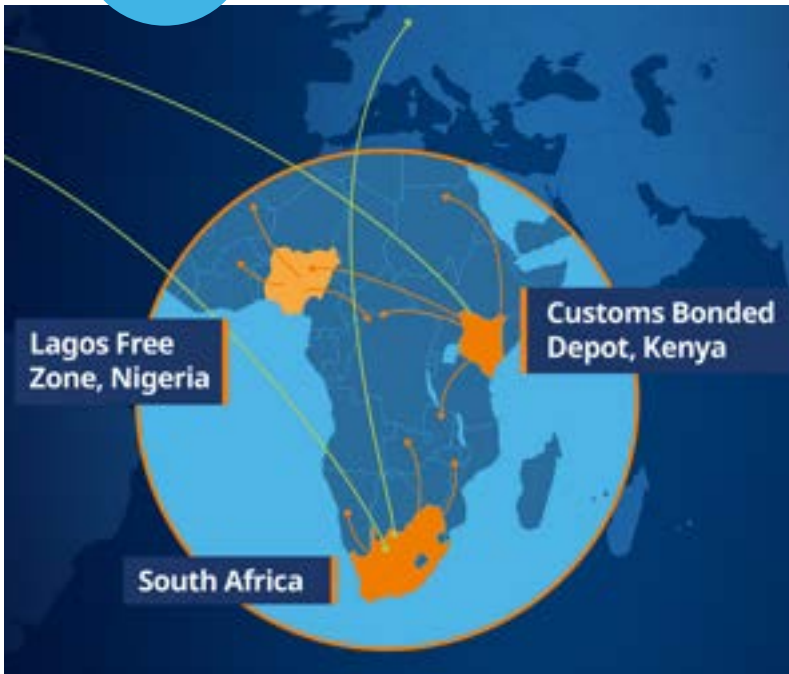 Customs Bonded
Depot, Kenya
Lagos Free
Zone, Nigeria
South Africa